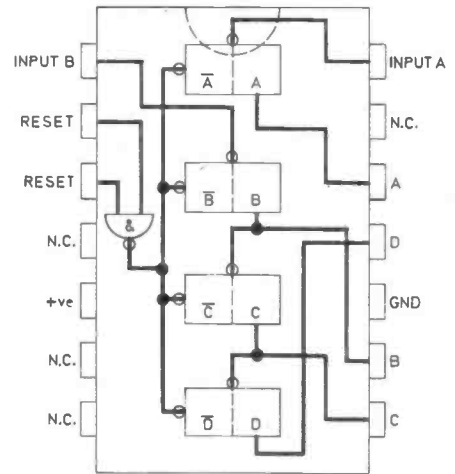 INPUT B
RESET
RESET
N.C.
+ve
N.C.
N.C.
A̅ A
B̅ B
C̅ C
D̅ D
&
INPUT A
N.C.
A
D
GND
B
C